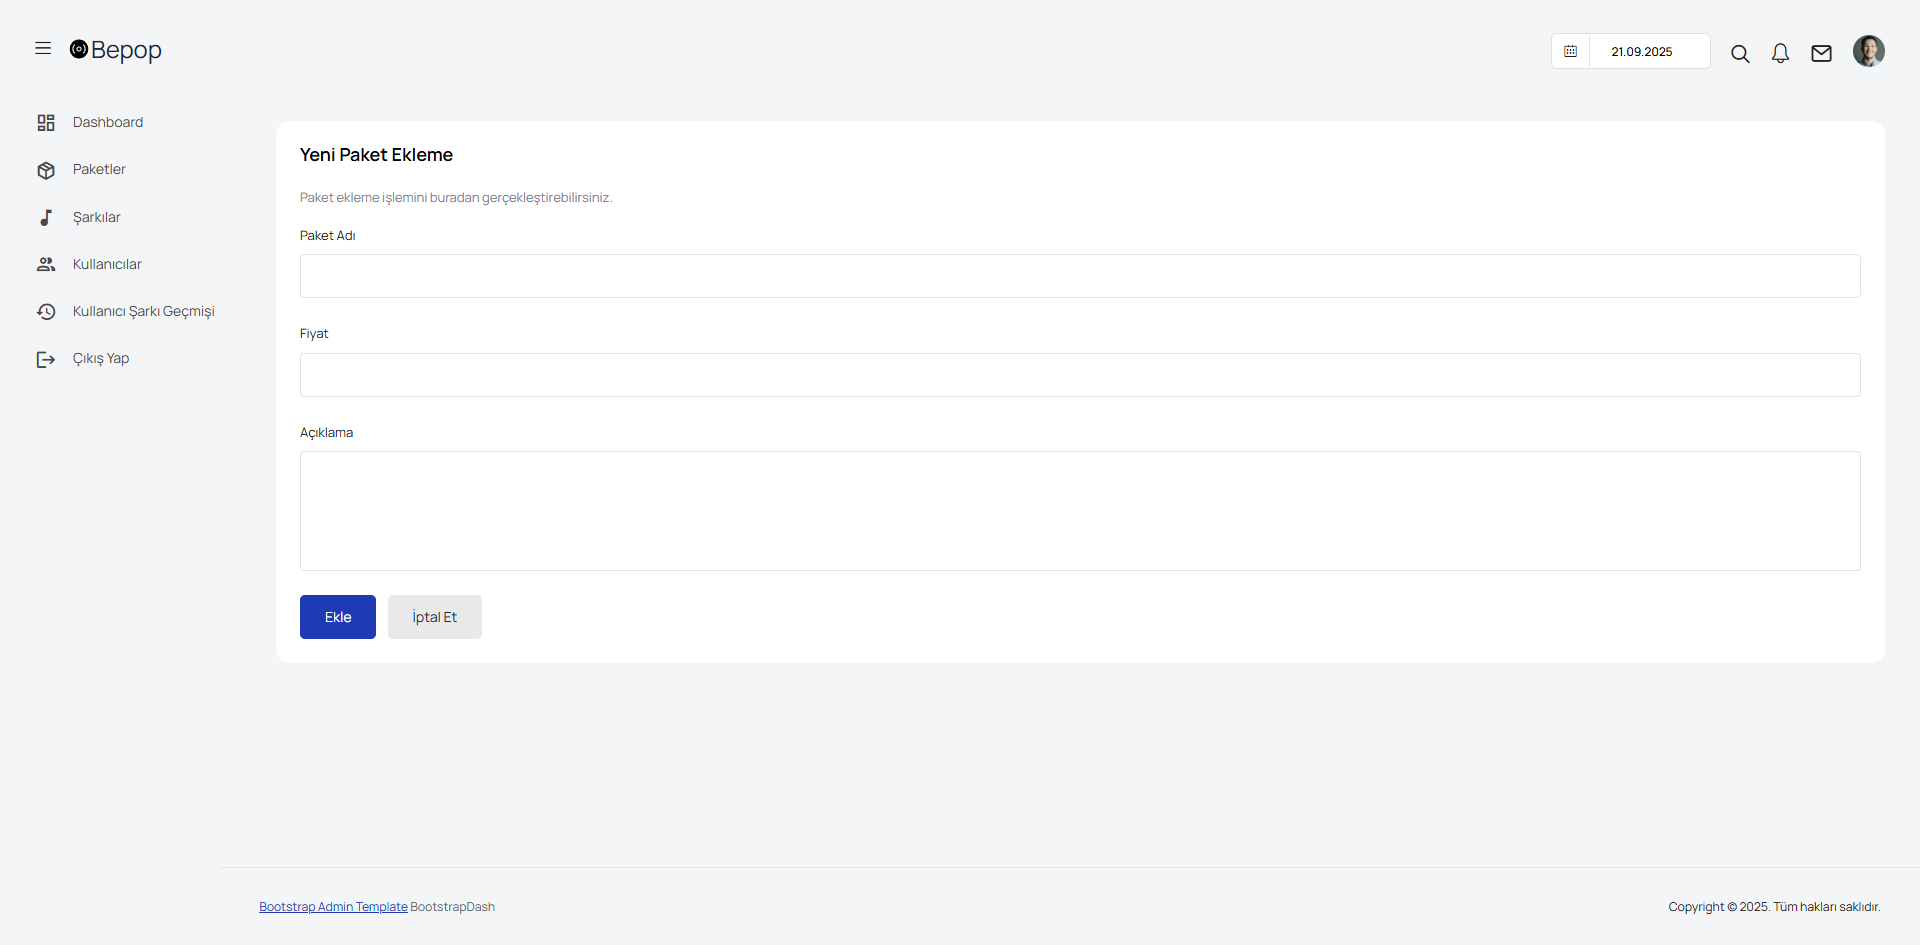 Bepop
21.09.2025
Dashboard
Paketler
Şarkılar
Kullanıcılar
Kullanıcı Şarkı Geçmişi
Çıkış Yap
Yeni Paket Ekleme
Paket ekleme işlemini buradan gerçekleştirebilirsiniz.
Paket Adı
Fiyat
Açıklama
Ekle
İptal Et
Bootstrap Admin Template BootstrapDash
Copyright © 2025. Tüm hakları saklıdır.